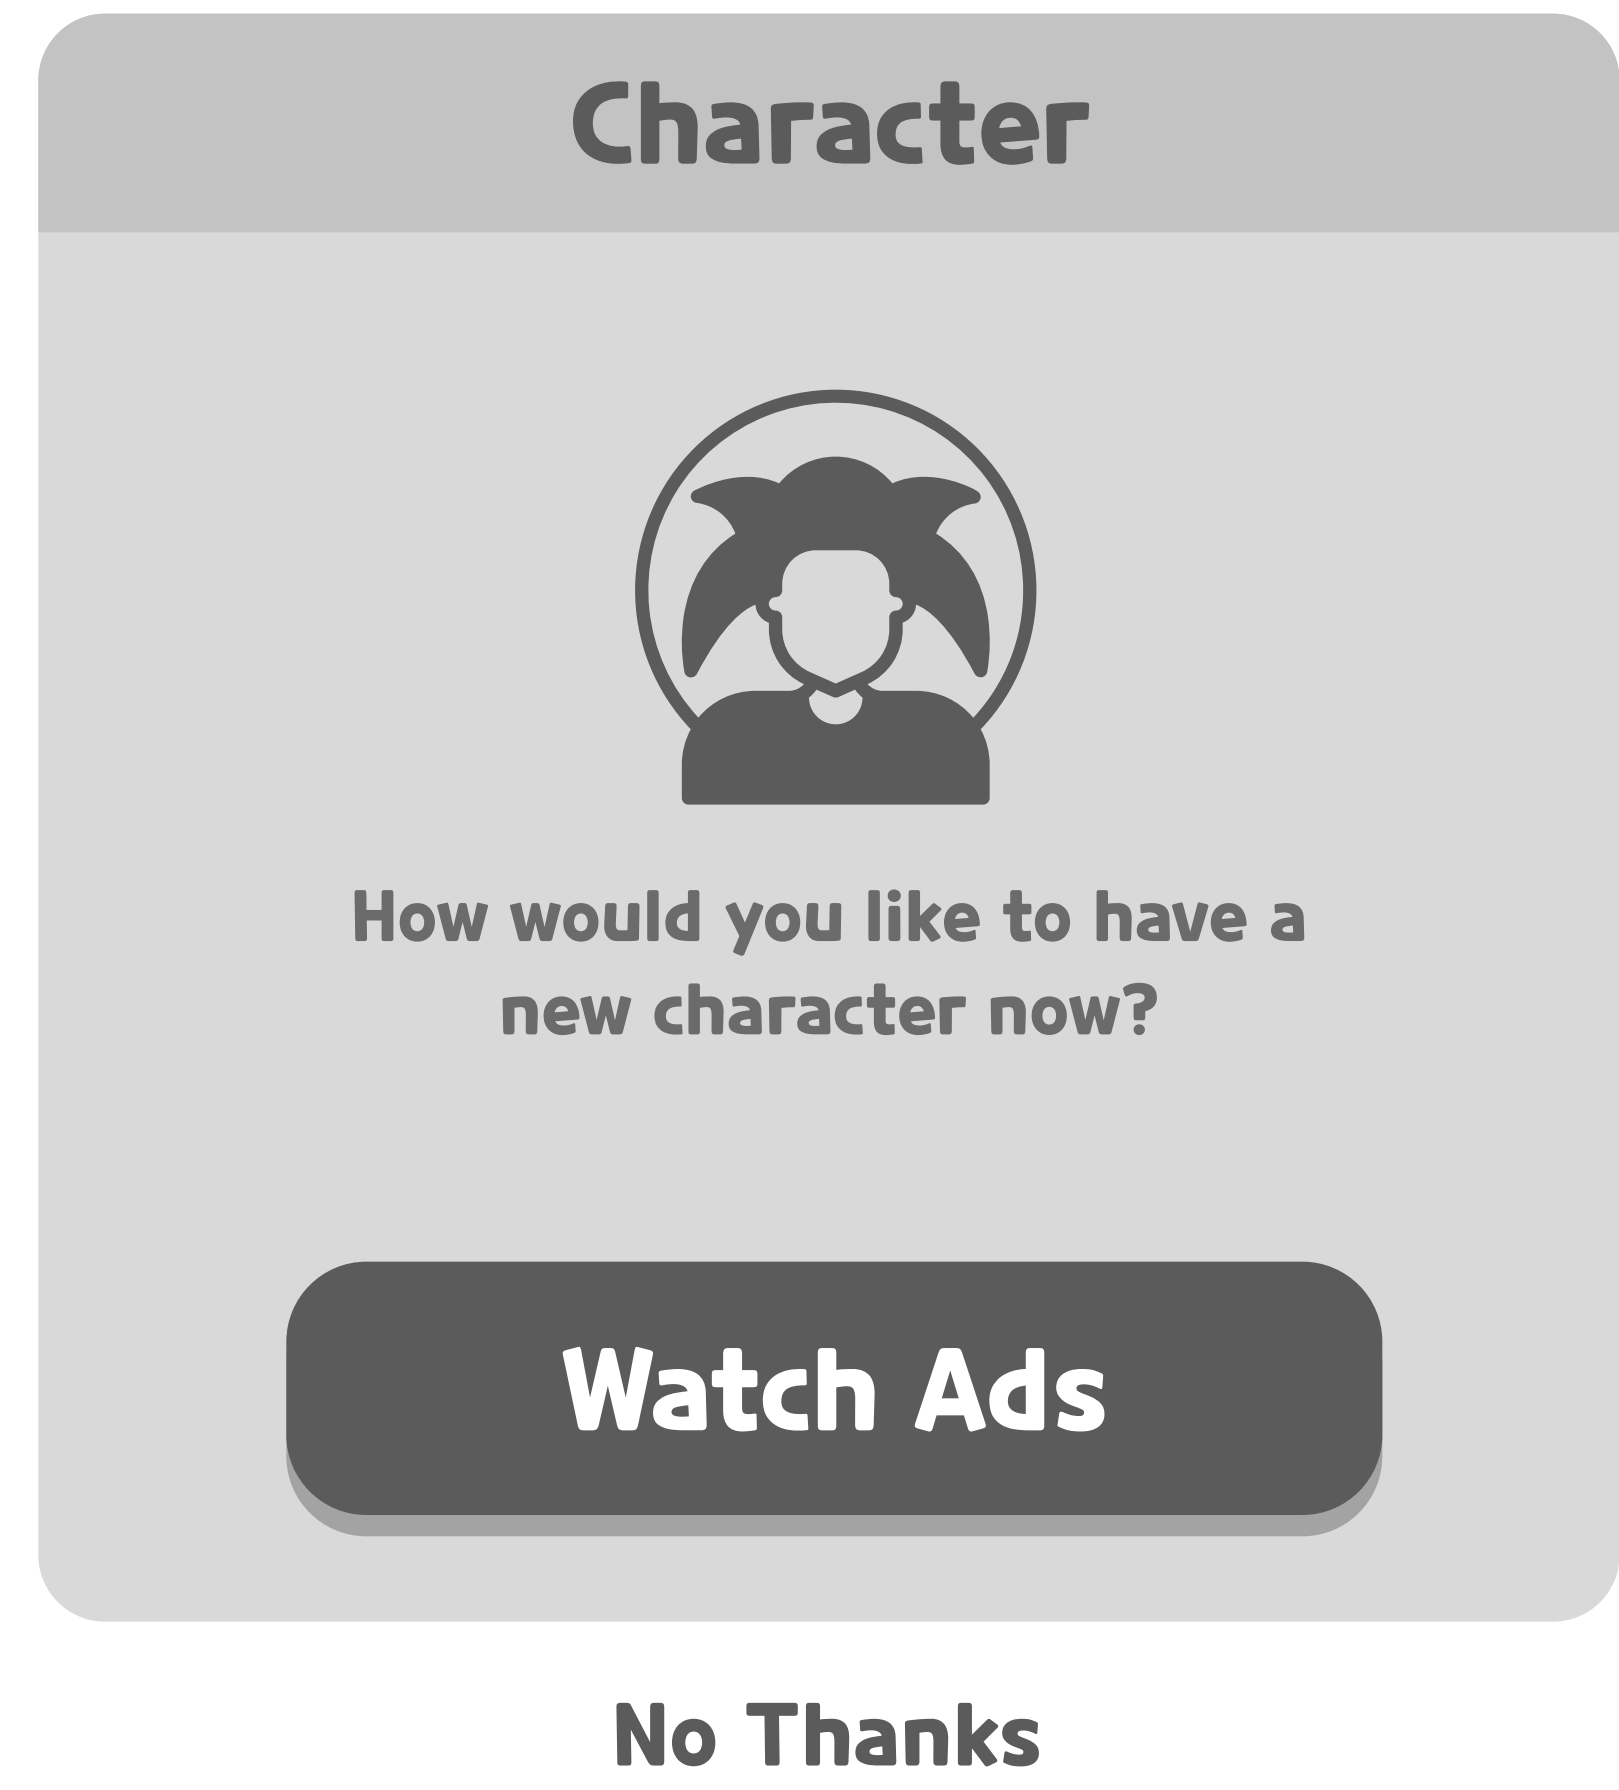 Character
How would you like to have a
new character now?
Watch Ads
No Thanks